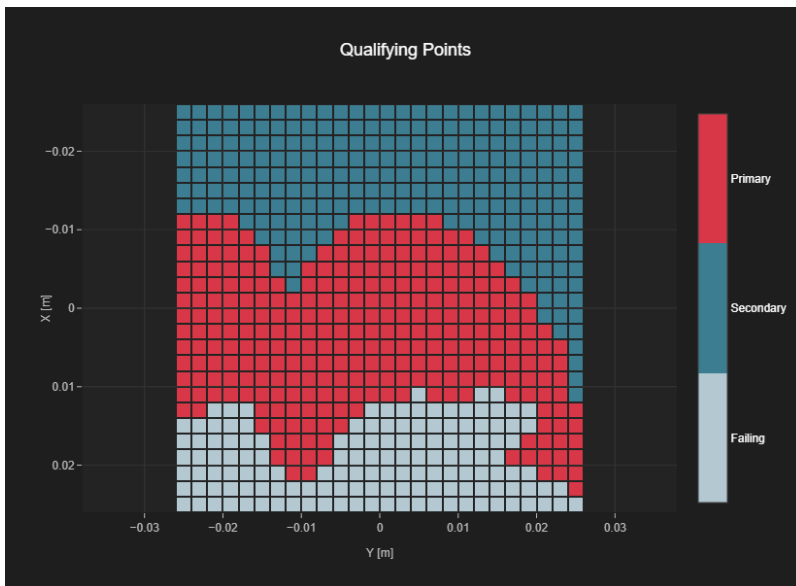 Qualifying Points
Primary
Secondary
Failing
X [m]
−0.02
−0.01
0
0.01
0.02
−0.03
−0.02
−0.01
0
0.01
0.02
0.03
Y [m]